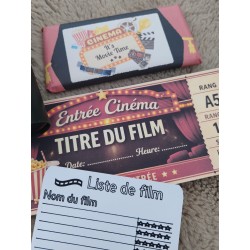 CINEMA
It's
Movie Time
Entrée Cinéma
TITRE DU FILM
Date:
Heure:
RANG
A5
Liste de film
Nom du film